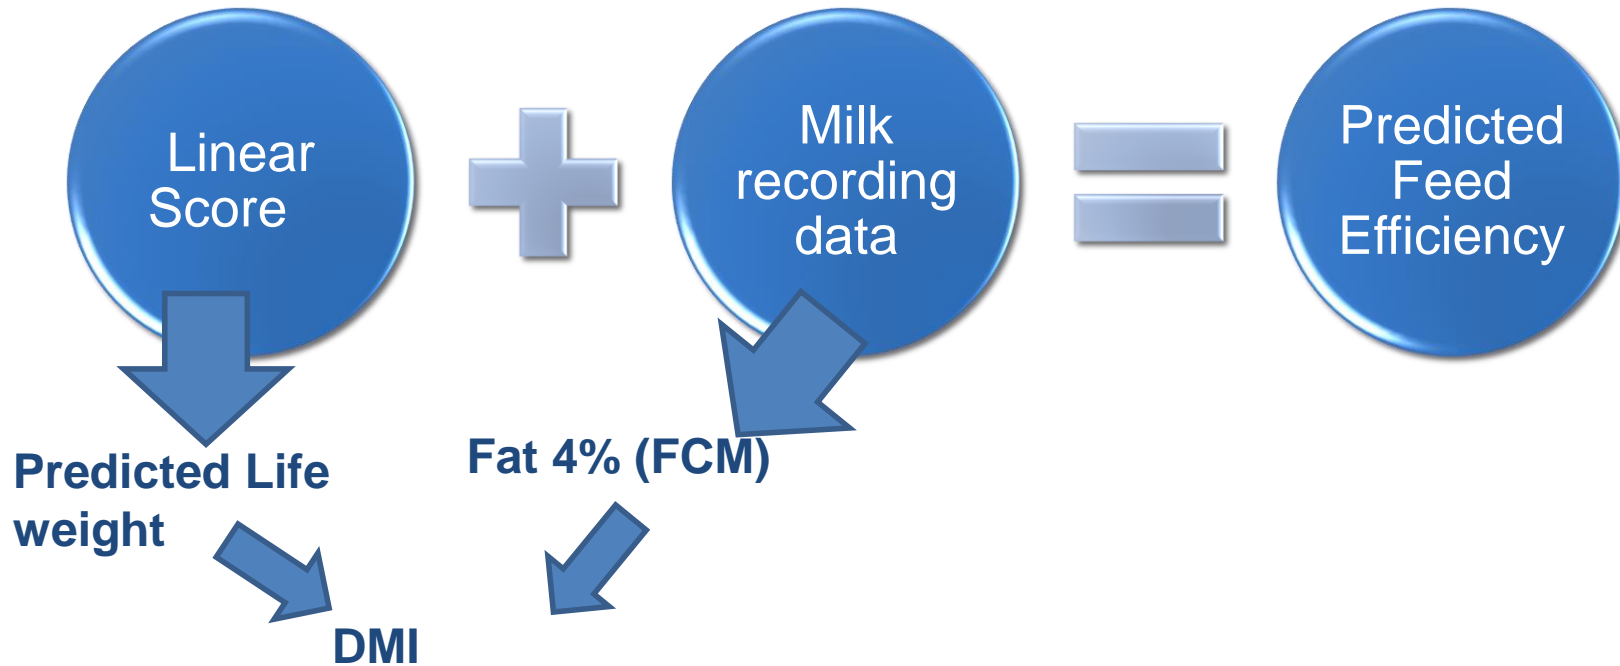 Linear
Score
Milk
recording
data
Predicted
Feed
Efficiency
Predicted Life
weight
Fat 4% (FCM)
DMI